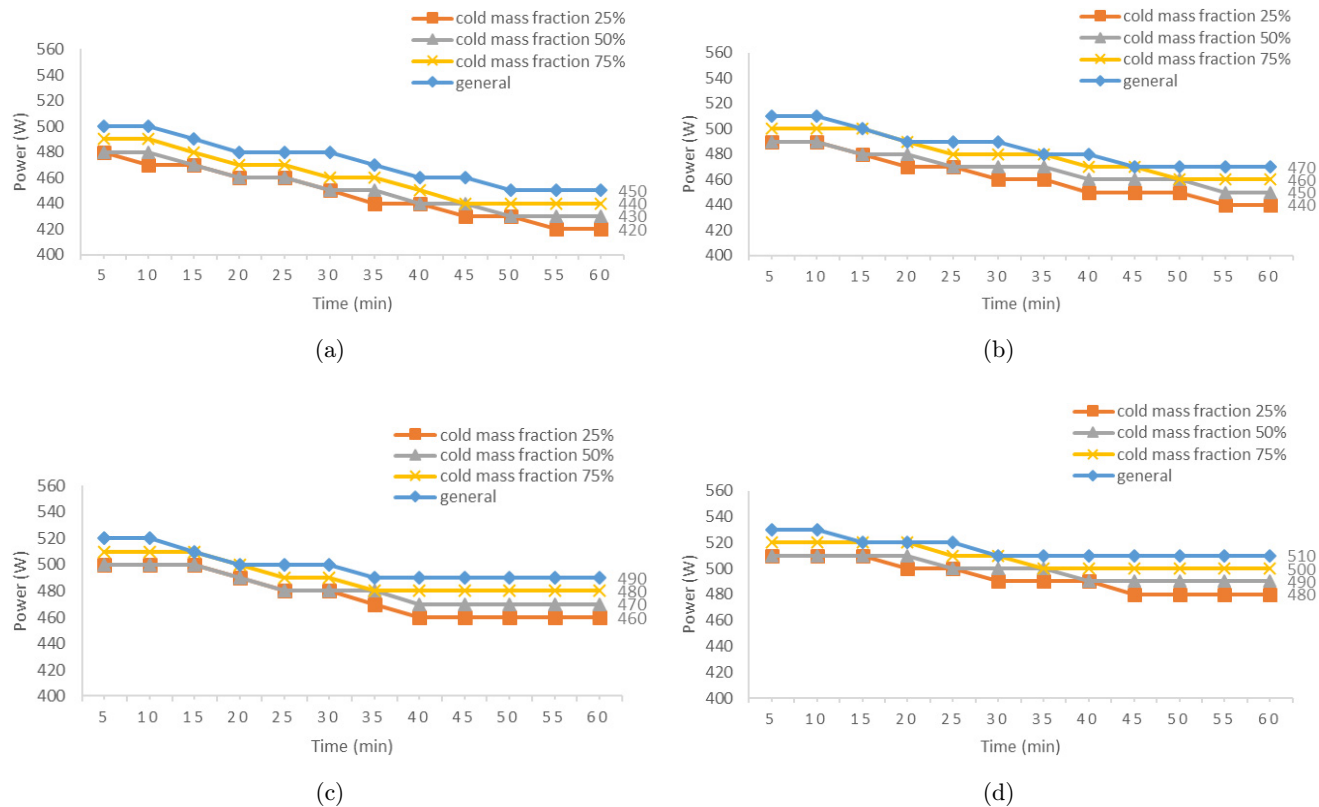 cold mass fraction 25%
cold mass fraction 50%
cold mass fraction 75%
general
Power (W)
560
540
520
500
480
460
440
420
400
450
440
430
420
5 10 15 20 25 30 35 40 45 50 55 60
Time (min)
(a)
cold mass fraction 25%
cold mass fraction 50%
cold mass fraction 75%
general
Power (W)
560
540
520
500
480
460
440
420
400
470
460
450
440
5 10 15 20 25 30 35 40 45 50 55 60
Time (min)
(b)
cold mass fraction 25%
cold mass fraction 50%
cold mass fraction 75%
general
Power (W)
560
540
520
500
480
460
440
420
400
490
480
470
460
5 10 15 20 25 30 35 40 45 50 55 60
Time (min)
(c)
cold mass fraction 25%
cold mass fraction 50%
cold mass fraction 75%
general
Power (W)
560
540
520
500
480
460
440
420
400
510
500
490
480
5 10 15 20 25 30 35 40 45 50 55 60
Time (min)
(d)